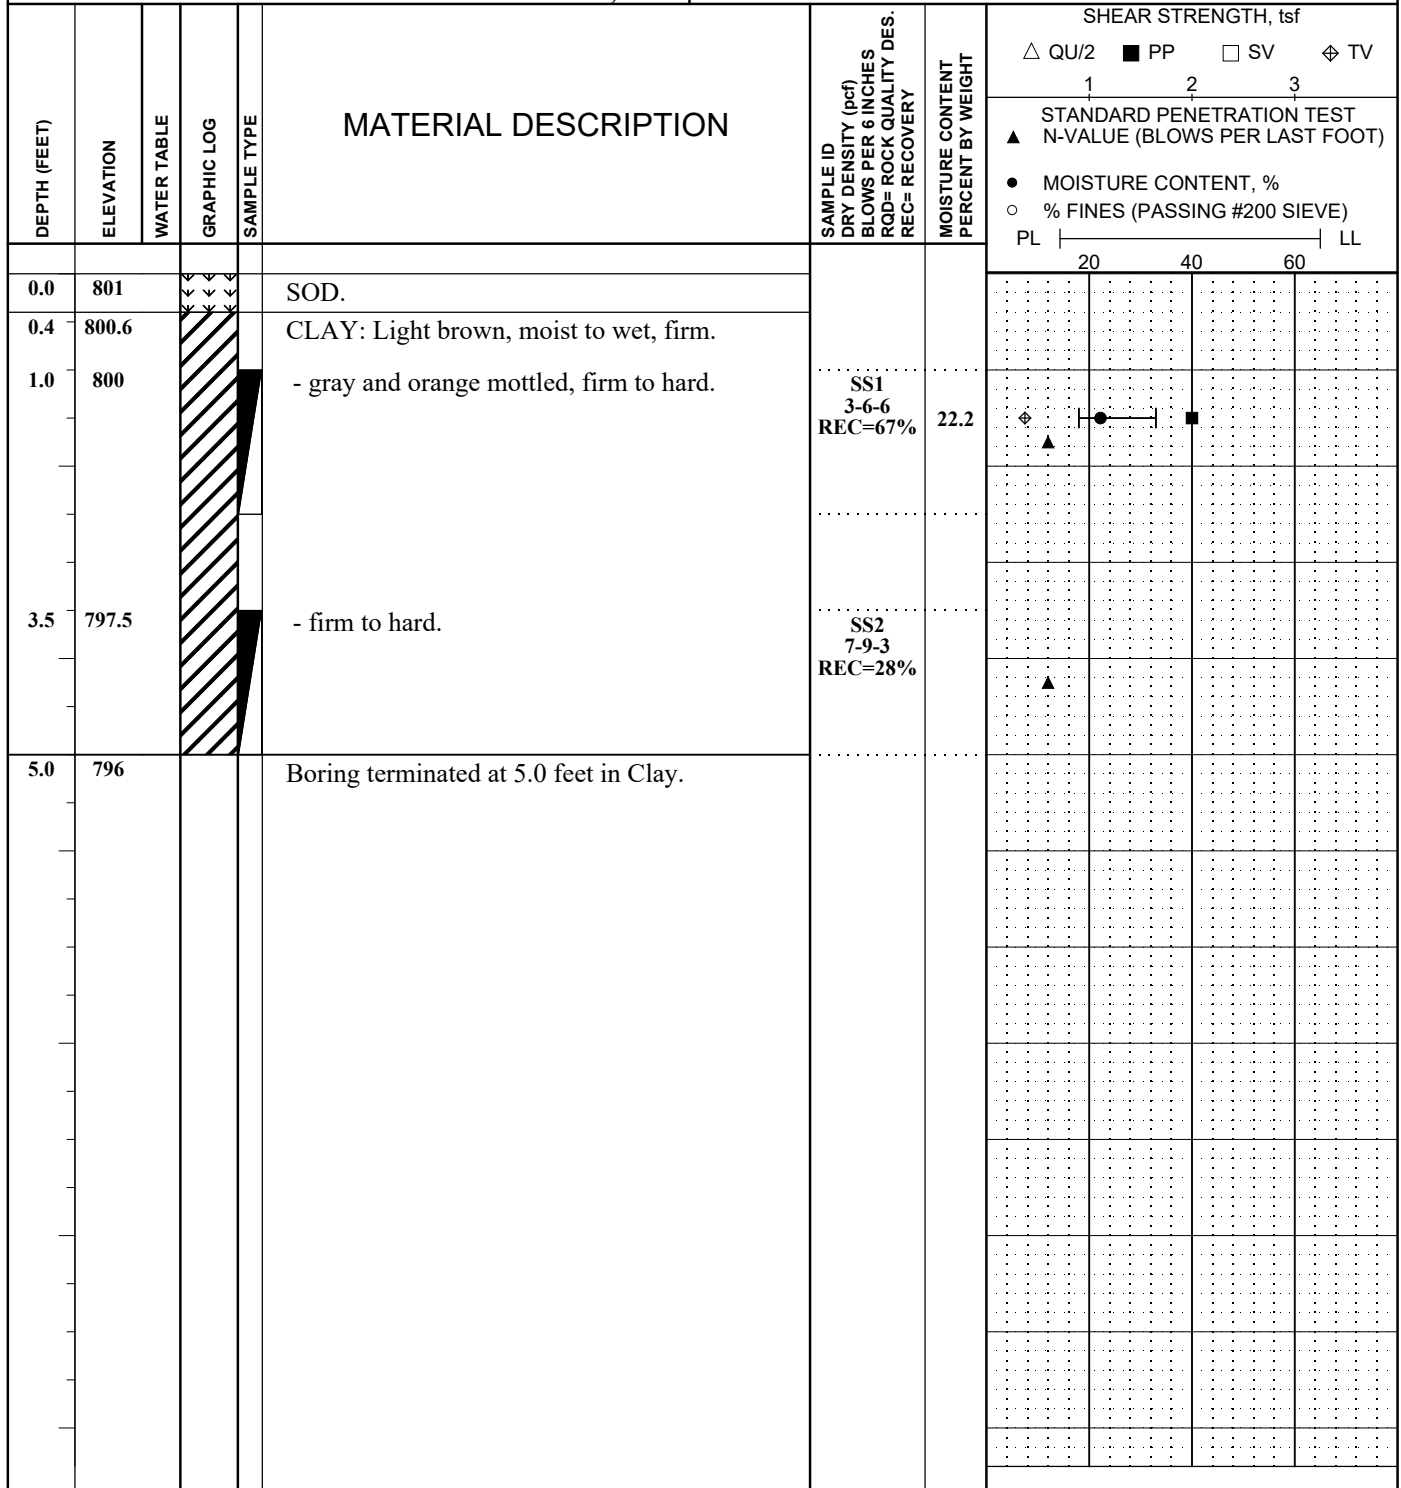 DEPTH (FEET)
ELEVATION
WATER TABLE
GRAPHIC LOG
SAMPLE TYPE
MATERIAL DESCRIPTION
SAMPLE ID
DRY DENSITY (pcf)
BLOWS PER 6 INCHES
RQD= ROCK QUALITY DES.
REC= RECOVERY
MOISTURE CONTENT
PERCENT BY WEIGHT
SHEAR STRENGTH, tsf
△ QU/2 ■ PP □ SV TV
1 2 3
STANDARD PENETRATION TEST
▲ N-VALUE (BLOWS PER LAST FOOT)
● MOISTURE CONTENT, %
○ % FINES (PASSING #200 SIEVE)
PL LL
20 40 60
0.0 801 SOD.
0.4 800.6 CLAY: Light brown, moist to wet, firm.
1.0 800 - gray and orange mottled, firm to hard. SS1
3-6-6
REC=67% 22.2
3.5 797.5 - firm to hard. SS2
7-9-3
REC=28%
5.0 796 Boring terminated at 5.0 feet in Clay.